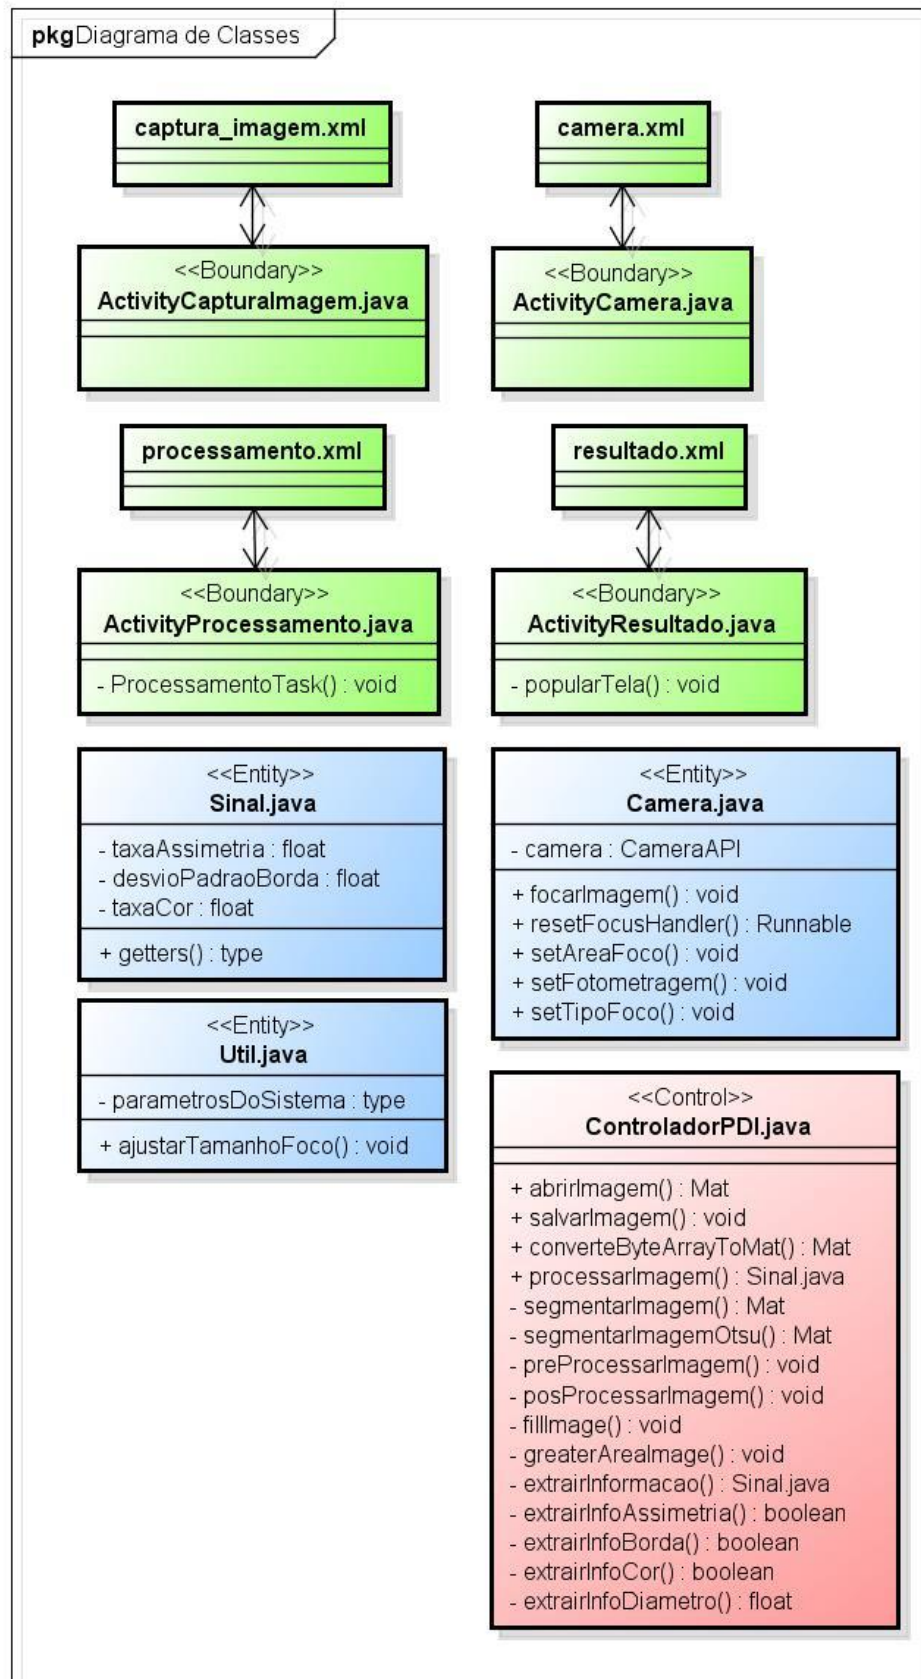 pkg Diagrama de Classes
captura_imagem.xml
camera.xml
<<Boundary>>
ActivityCapturaImagem.java
<<Boundary>>
ActivityCamera.java
processamento.xml
resultado.xml
<<Boundary>>
ActivityProcessamento.java
- ProcessamentoTask() : void
<<Boundary>>
ActivityResultado.java
- popularTela() : void
<<Entity>>
Sinal.java
- taxaAssimetria : float
- desvioPadraoBorda : float
- taxaCor : float
+ getters() : type
<<Entity>>
Camera.java
- camera : CameraAPI
+ focarImagem() : void
+ resetFocusHandler() : Runnable
+ setAreaFoco() : void
+ setFotometragem() : void
+ setTipoFoco() : void
<<Entity>>
Util.java
- parametrosDoSistema : type
+ ajustarTamanhoFoco() : void
<<Control>>
ControladorPDI.java
+ abrirImagem() : Mat
+ salvarImagem() : void
+ converteByteArrayToMat() : Mat
+ processarImagem() : Sinal.java
- segmentarImagem() : Mat
- segmentarImagemOtsu() : Mat
- preProcessarImagem() : void
- posProcessarImagem() : void
- fillImage() : void
- greaterAreaImage() : void
- extrairInformacao() : Sinal.java
- extrairInfoAssimetria() : boolean
- extrairInfoBorda() : boolean
- extrairInfoCor() : boolean
- extrairInfoDiametro() : float